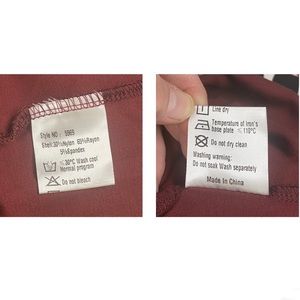 Style NO : S969
Shell:30%Nylon 60%Rayon
5%Spandex
≤30°C Wash cool
Normal program
Do not bleach
Line dry
Temperature of iron's
base plate ≤110°C
Do not dry clean
Washing warning:
Do not soak Wash separately
Made In China